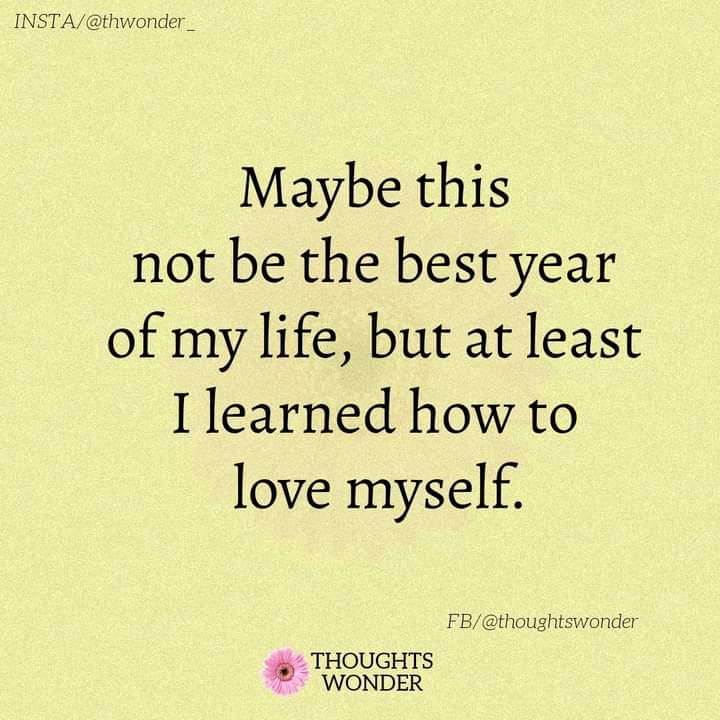 INSTA/@thwonder_
Maybe this
not be the best year
of my life, but at least
I learned how to
love myself.
FB/@thoughtswonder
THOUGHTS
WONDER